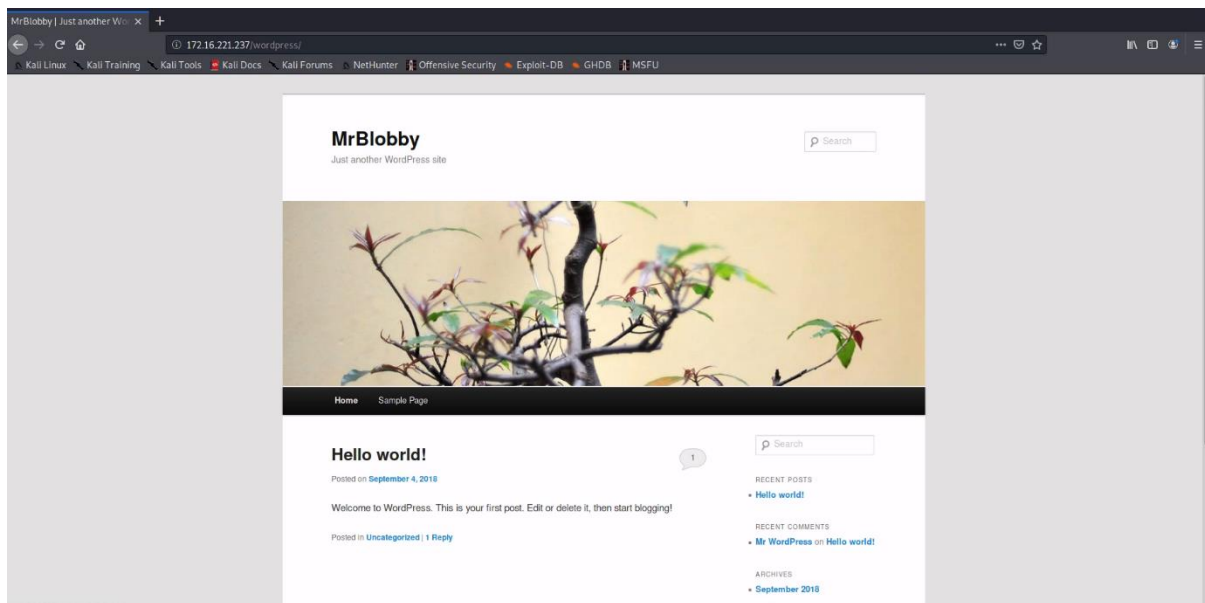 MrBlobby | Just another Wor
172.16.221.237/wordpress/
Kali Linux Kali Training Kali Tools Kali Docs Kali Forums NetHunter Offensive Security Exploit-DB GHDB MSFU
MrBlobby
Just another WordPress site
Search
Home Sample Page
Hello world!
1
Posted on September 4, 2018
Welcome to WordPress. This is your first post. Edit or delete it, then start blogging!
Posted in Uncategorized | 1 Reply
Search
RECENT POSTS
Hello world!
RECENT COMMENTS
Mr WordPress on Hello world!
ARCHIVES
September 2018